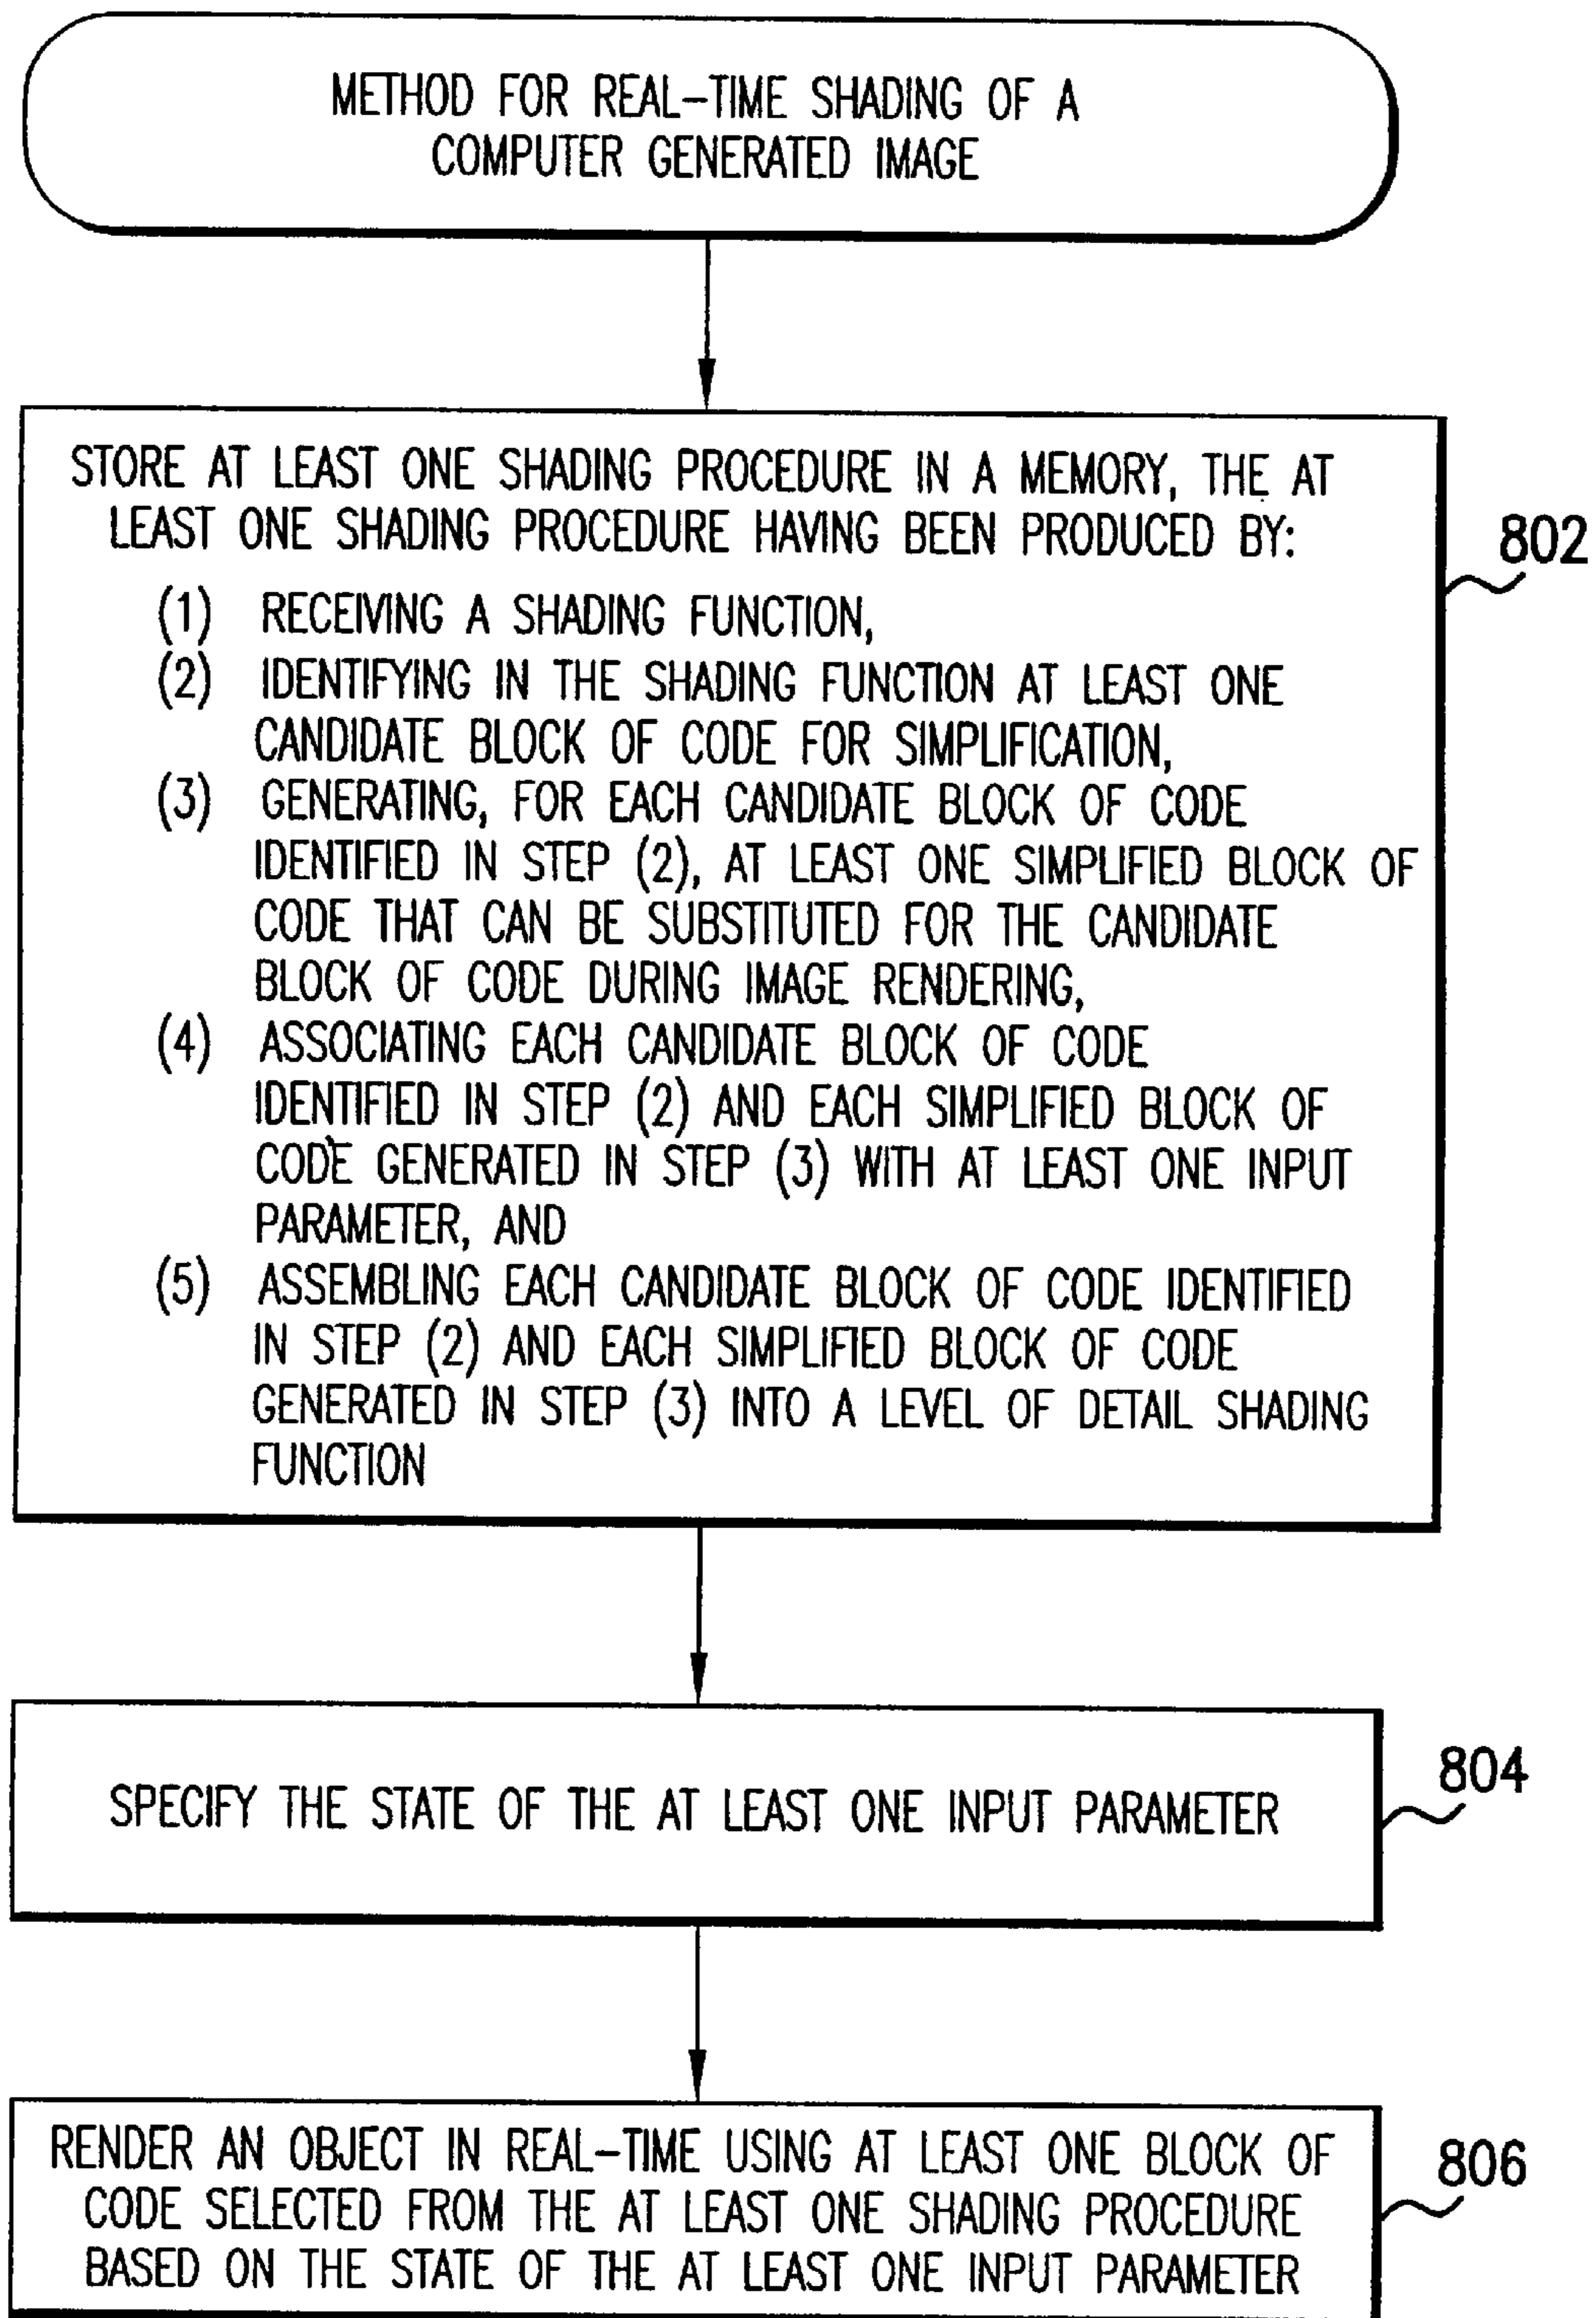 METHOD FOR REAL-TIME SHADING OF A
COMPUTER GENERATED IMAGE
STORE AT LEAST ONE SHADING PROCEDURE IN A MEMORY, THE AT
LEAST ONE SHADING PROCEDURE HAVING BEEN PRODUCED BY:
802
(1) RECEIVING A SHADING FUNCTION,
(2) IDENTIFYING IN THE SHADING FUNCTION AT LEAST ONE
CANDIDATE BLOCK OF CODE FOR SIMPLIFICATION,
(3) GENERATING, FOR EACH CANDIDATE BLOCK OF CODE
IDENTIFIED IN STEP (2), AT LEAST ONE SIMPLIFIED BLOCK OF
CODE THAT CAN BE SUBSTITUTED FOR THE CANDIDATE
BLOCK OF CODE DURING IMAGE RENDERING,
(4) ASSOCIATING EACH CANDIDATE BLOCK OF CODE
IDENTIFIED IN STEP (2) AND EACH SIMPLIFIED BLOCK OF
CODE GENERATED IN STEP (3) WITH AT LEAST ONE INPUT
PARAMETER, AND
(5) ASSEMBLING EACH CANDIDATE BLOCK OF CODE IDENTIFIED
IN STEP (2) AND EACH SIMPLIFIED BLOCK OF CODE
GENERATED IN STEP (3) INTO A LEVEL OF DETAIL SHADING
FUNCTION
SPECIFY THE STATE OF THE AT LEAST ONE INPUT PARAMETER
804
RENDER AN OBJECT IN REAL-TIME USING AT LEAST ONE BLOCK OF
CODE SELECTED FROM THE AT LEAST ONE SHADING PROCEDURE
BASED ON THE STATE OF THE AT LEAST ONE INPUT PARAMETER
806